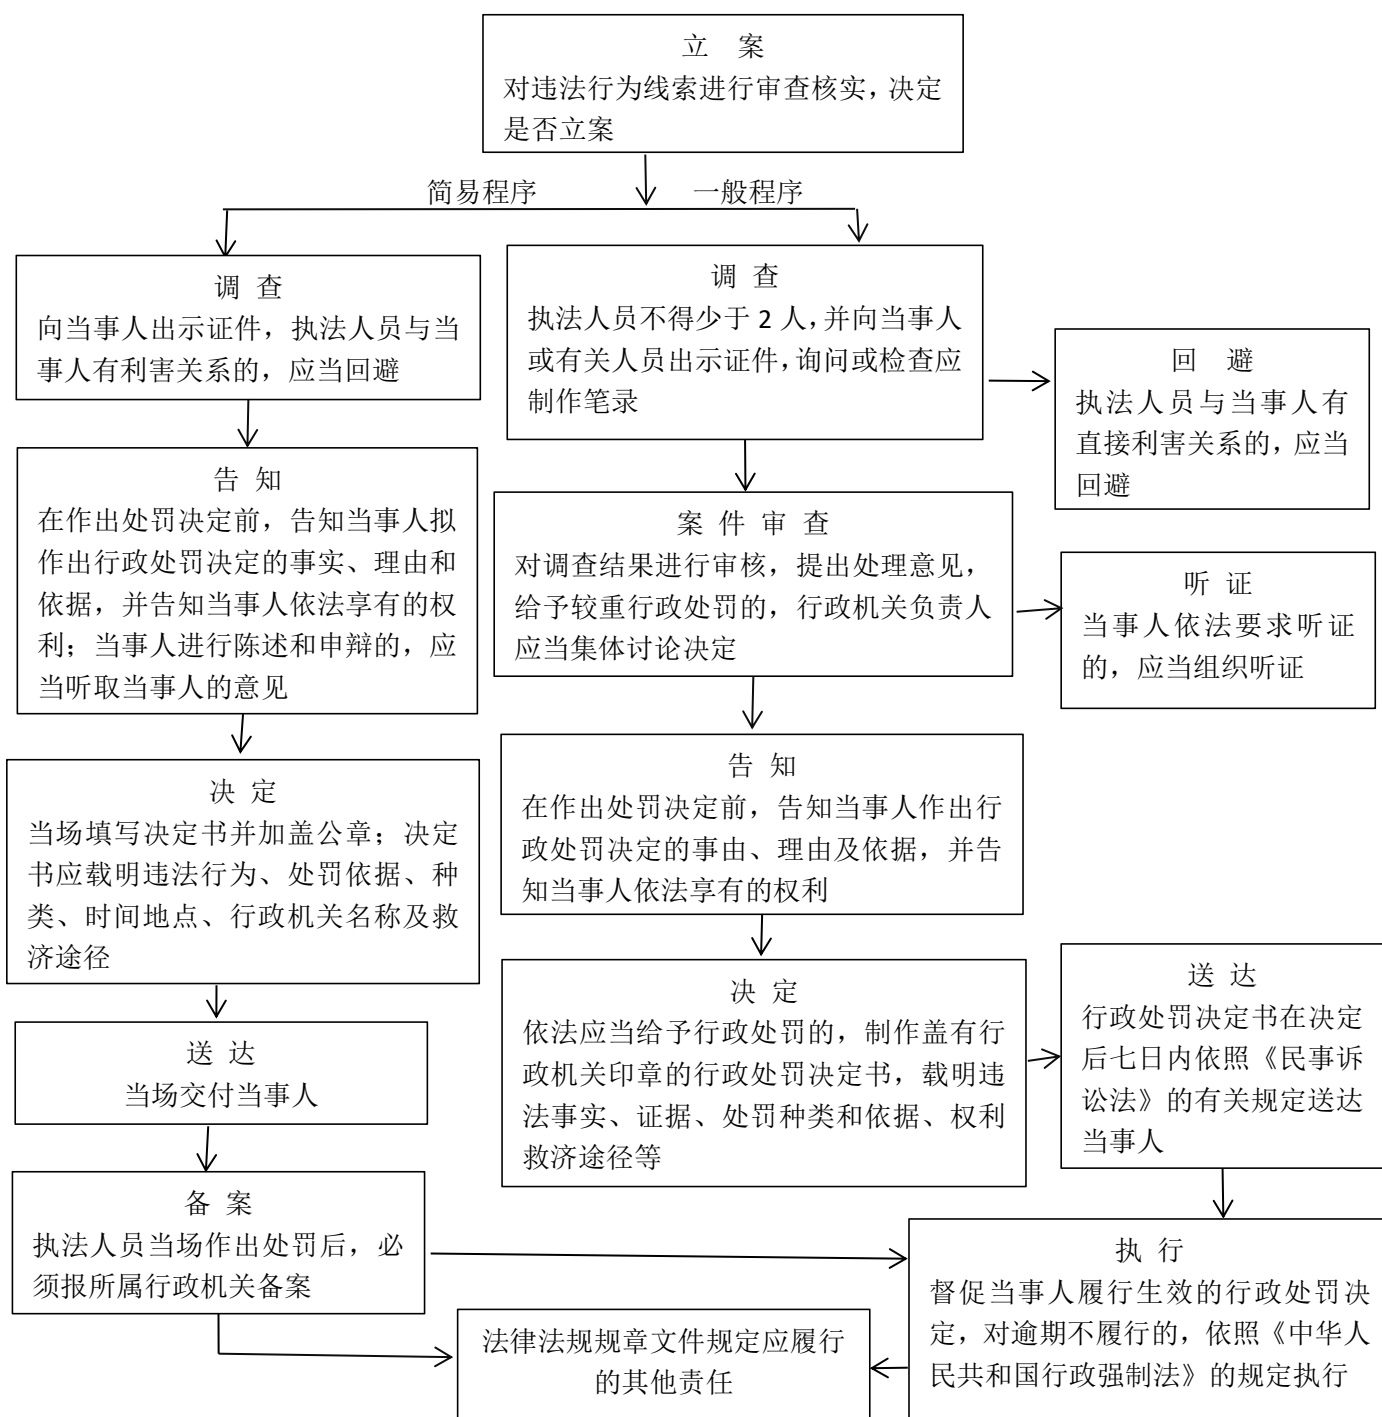 立 案
对违法行为线索进行审查核实，决定
是否立案
简易程序
一般程序
调 查
向当事人出示证件，执法人员与当
事人有利害关系的，应当回避
告 知
在作出处罚决定前，告知当事人拟
作出行政处罚决定的事实、理由和
依据，并告知当事人依法享有的权
利；当事人进行陈述和申辩的，应
当听取当事人的意见
决 定
当场填写决定书并加盖公章；决定
书应载明违法行为、处罚依据、种
类、时间地点、行政机关名称及救
济途径
送 达
当场交付当事人
备 案
执法人员当场作出处罚后，必
须报所属行政机关备案
调 查
执法人员不得少于 2 人，并向当事人
或有关人员出示证件，询问或检查应
制作笔录
回 避
执法人员与当事人有
直接利害关系的，应当
回避
案 件 审 查
对调查结果进行审核，提出处理意见，
给予较重行政处罚的，行政机关负责人
应当集体讨论决定
听 证
当事人依法要求听证
的，应当组织听证
告 知
在作出处罚决定前，告知当事人作出行
政处罚决定的事由、理由及依据，并告
知当事人依法享有的权利
决 定
依法应当给予行政处罚的，制作盖有行
政机关印章的行政处罚决定书，载明违
法事实、证据、处罚种类和依据、权利
救济途径等
送 达
行政处罚决定书在决定
后七日内依照《民事诉
讼法》的有关规定送达
当事人
执 行
督促当事人履行生效的行政处罚决
定，对逾期不履行的，依照《中华人
民共和国行政强制法》的规定执行
法律法规规章文件规定应履行
的其他责任